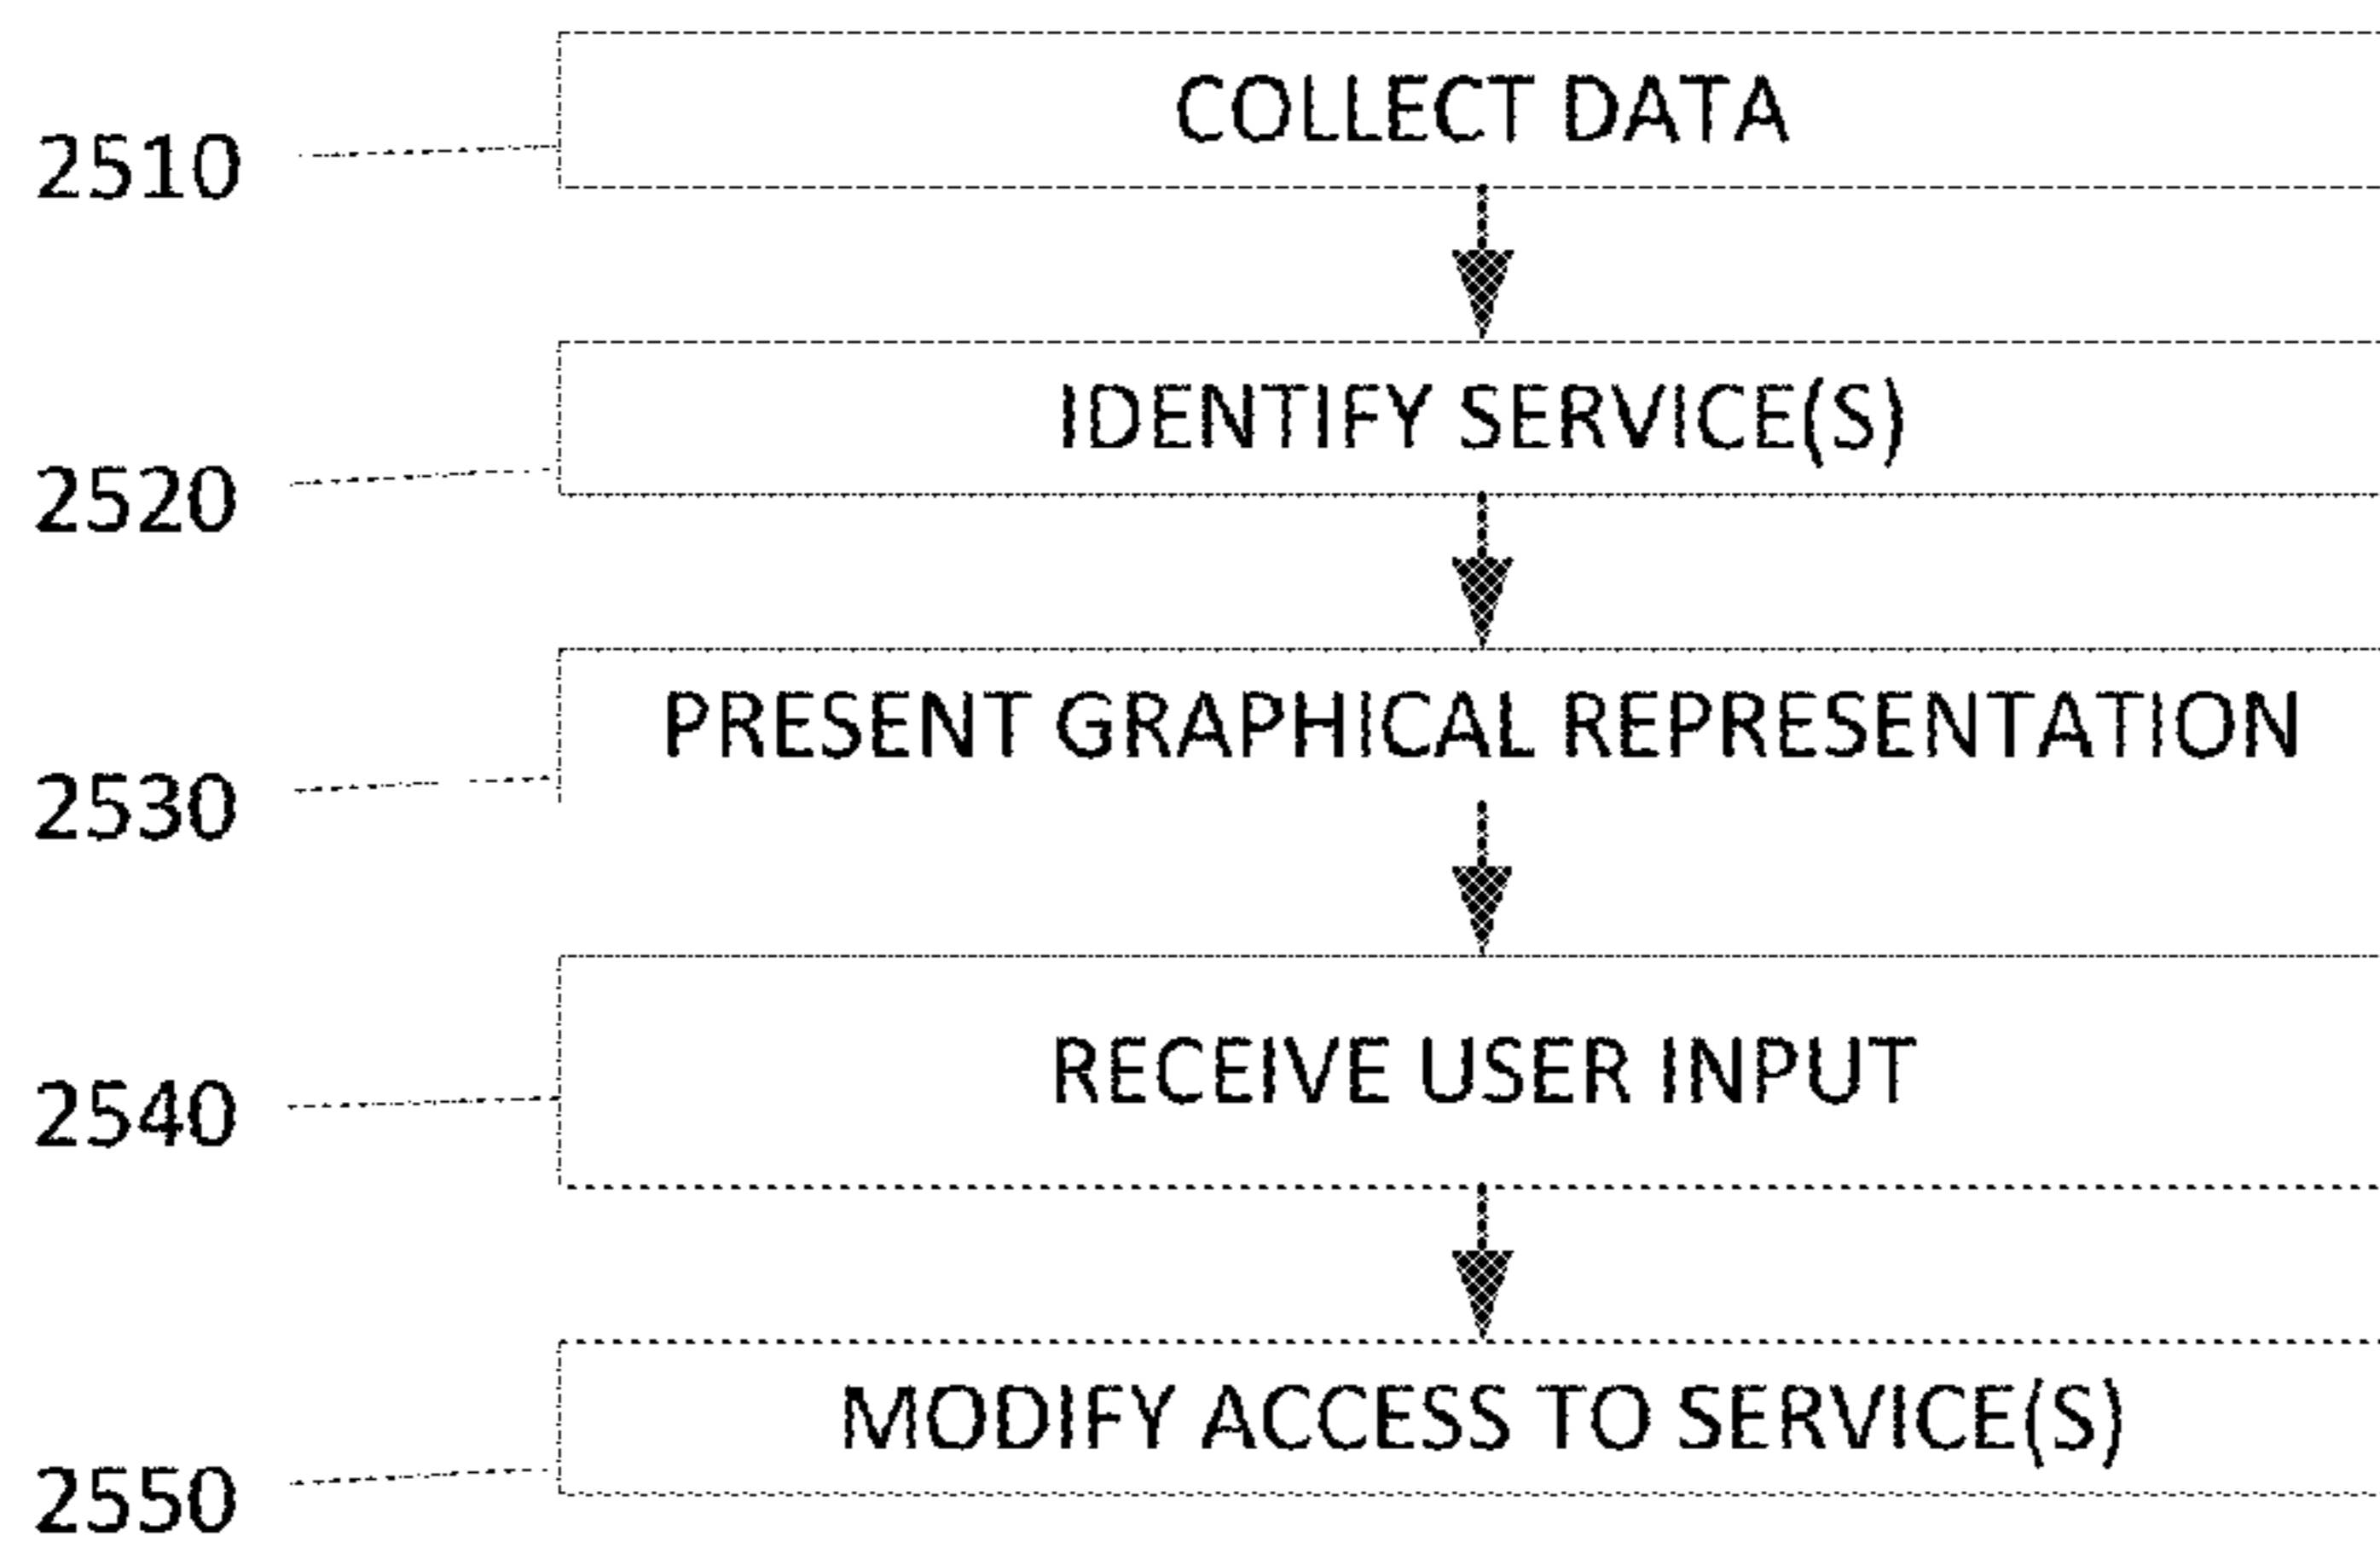 COLLECT DATA
2510
IDENTIFY SERVICE(S)
2520
PRESENT GRAPHICAL REPRESENTATION
2530
RECEIVE USER INPUT
2540
MODIFY ACCESS TO SERVICE(S)
2550